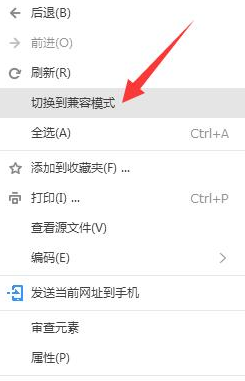 后退(B)
前进(O)
刷新(R)
切换到兼容模式
全选(A) Ctrl+A
添加到收藏夹(F) ...
打印(I) ... Ctrl+P
查看源文件(V)
编码(E)
发送当前网址到手机
审查元素
属性(P)